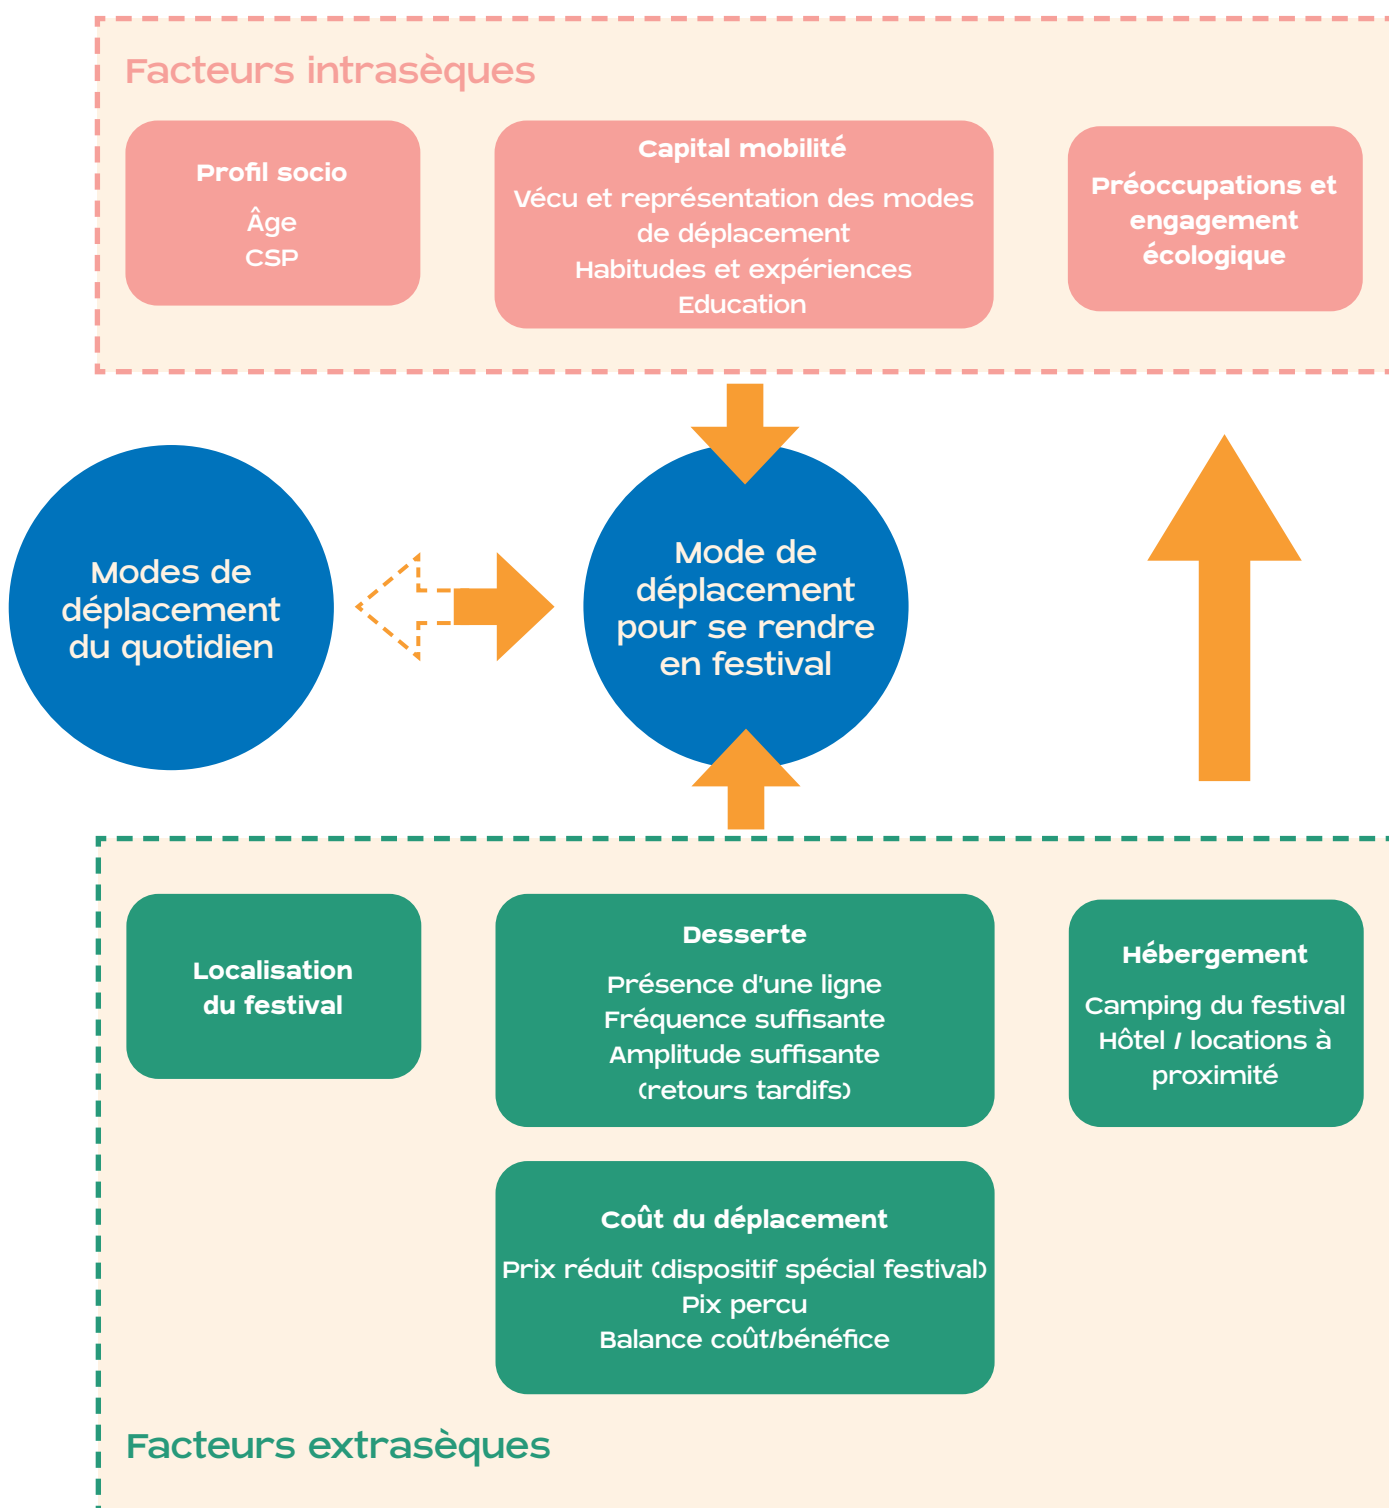 Facteurs intrasèques
Profil socio
Âge
CSP
Capital mobilité
Vécu et représentation des modes
de déplacement
Habitudes et expériences
Education
Préoccupations et
engagement
écologique
Modes de
déplacement
du quotidien
Mode de
déplacement
pour se rendre
en festival
Localisation
du festival
Desserte
Présence d'une ligne
Fréquence suffisante
Amplitude suffisante
(retours tardifs)
Hébergement
Camping du festival
Hôtel / locations à
proximité
Coût du déplacement
Prix réduit (dispositif spécial festival)
Pix percu
Balance coût/bénéfice
Facteurs extrasèques